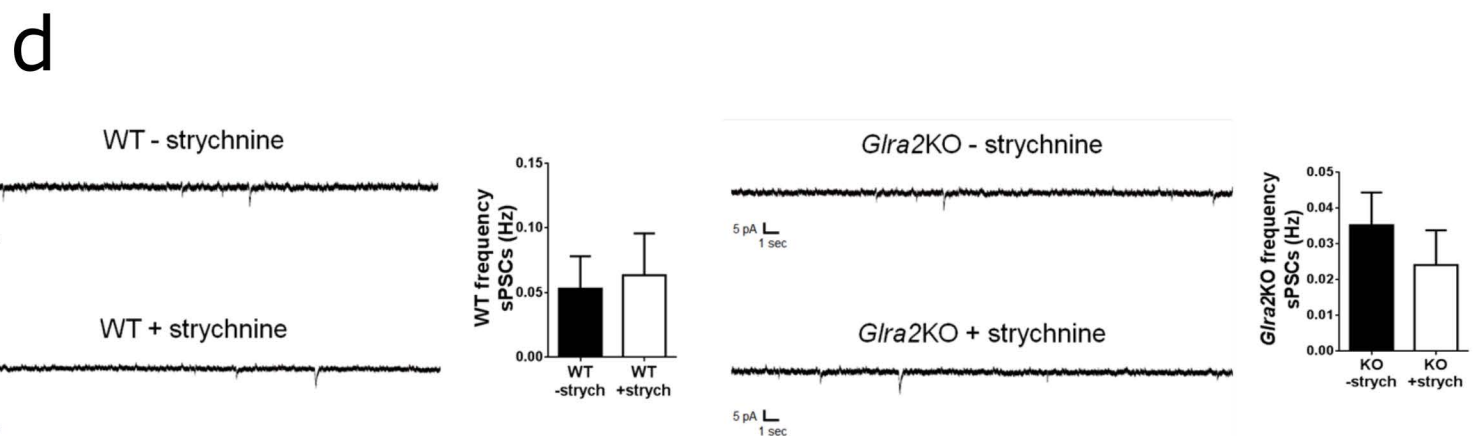 d
WT - strychnine
WT + strychnine
WT frequency
sPSCs (Hz)
0.15
0.10
0.05
0.00
WT
-strych
WT
+strych
Glra2KO - strychnine
5 pA
1 sec
Glra2KO + strychnine
5 pA
1 sec
Glra2KO frequency
sPSCs (Hz)
0.05
0.04
0.03
0.02
0.01
0.00
KO
-strych
KO
+strych